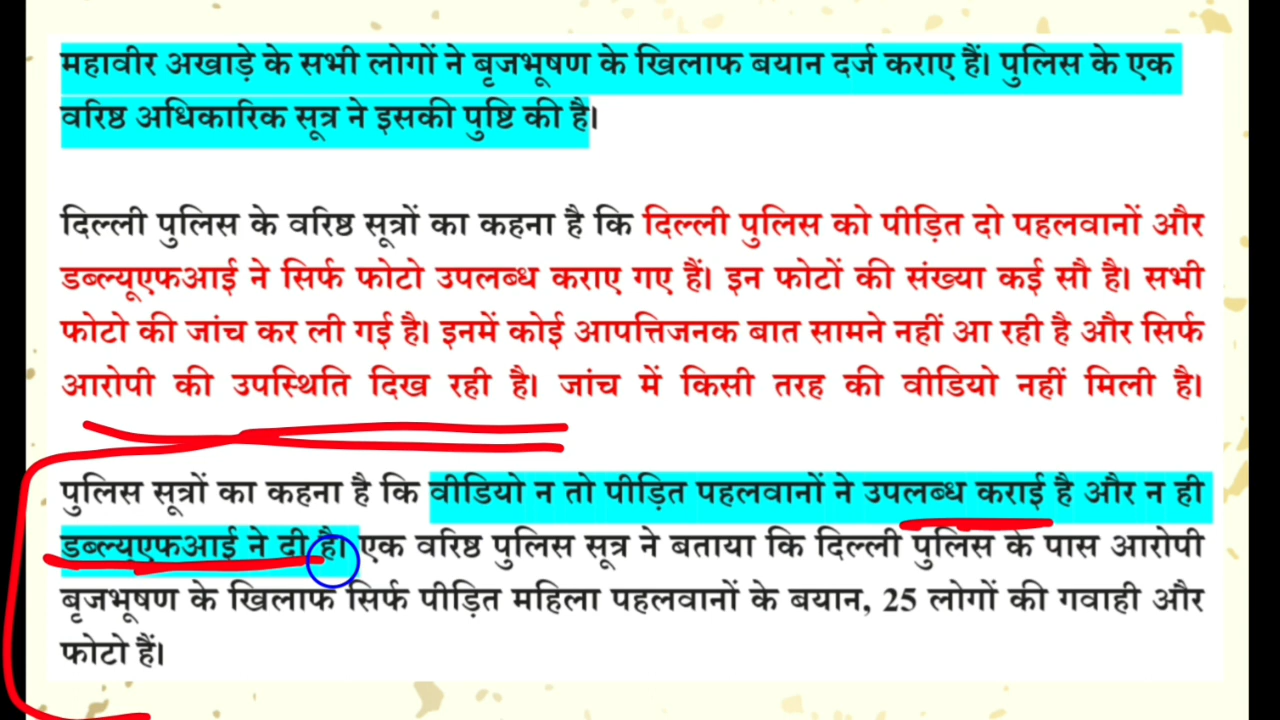 महावीर अखाड़े के सभी लोगों ने बृजभूषण के खिलाफ बयान दर्ज कराए हैं। पुलिस के एक
वरिष्ठ अधिकारिक सूत्र ने इसकी पुष्टि की है।
दिल्ली पुलिस के वरिष्ठ सूत्रों का कहना है कि दिल्ली पुलिस को पीड़ित दो पहलवानों और
डब्ल्यूएफआई ने सिर्फ फोटो उपलब्ध कराए गए हैं। इन फोटों की संख्या कई सौ है। सभी
फोटो की जांच कर ली गई है। इनमें कोई आपत्तिजनक बात सामने नहीं आ रही है और सिर्फ
आरोपी की उपस्थिति दिख रही है। जांच में किसी तरह की वीडियो नहीं मिली है।
पुलिस सूत्रों का कहना है कि वीडियो न तो पीड़ित पहलवानों ने उपलब्ध कराई है और न ही
डब्ल्यूएफआई ने दी है। एक वरिष्ठ पुलिस सूत्र ने बताया कि दिल्ली पुलिस के पास आरोपी
बृजभूषण के खिलाफ सिर्फ पीड़ित महिला पहलवानों के बयान, 25 लोगों की गवाही और
फोटो हैं।